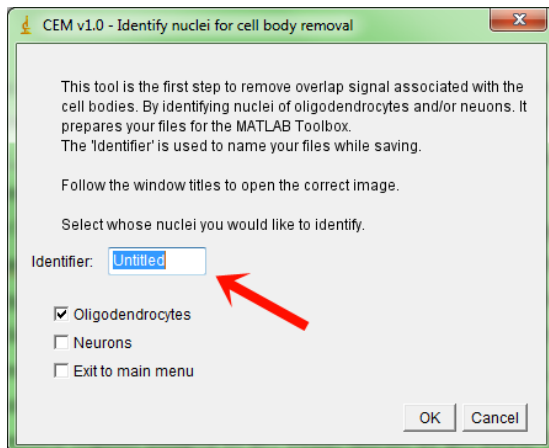 CEM v1.0 - Identify nuclei for cell body removal
This tool is the first step to remove overlap signal associated with the
cell bodies. By identifying nuclei of oligodendrocytes and/or neuons. It
prepares your files for the MATLAB Toolbox.
The 'Identifier' is used to name your files while saving.
Follow the window titles to open the correct image.
Select whose nuclei you would like to identify.
Identifier: Untitled
Oligodendrocytes
Neurons
Exit to main menu
OK Cancel